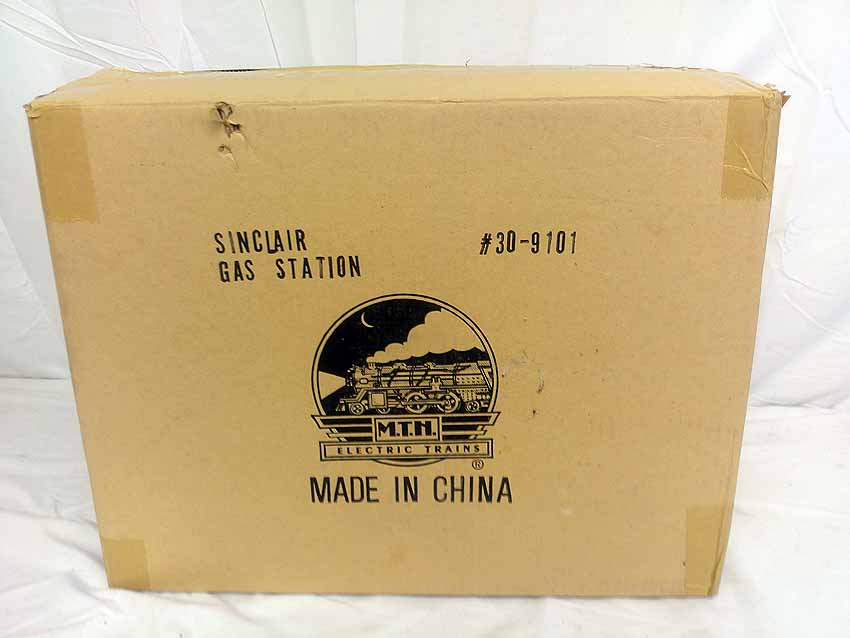 SINCLAIR
GAS STATION
#30-9101
M.T.H.
ELECTRIC TRAINS
®
MADE IN CHINA